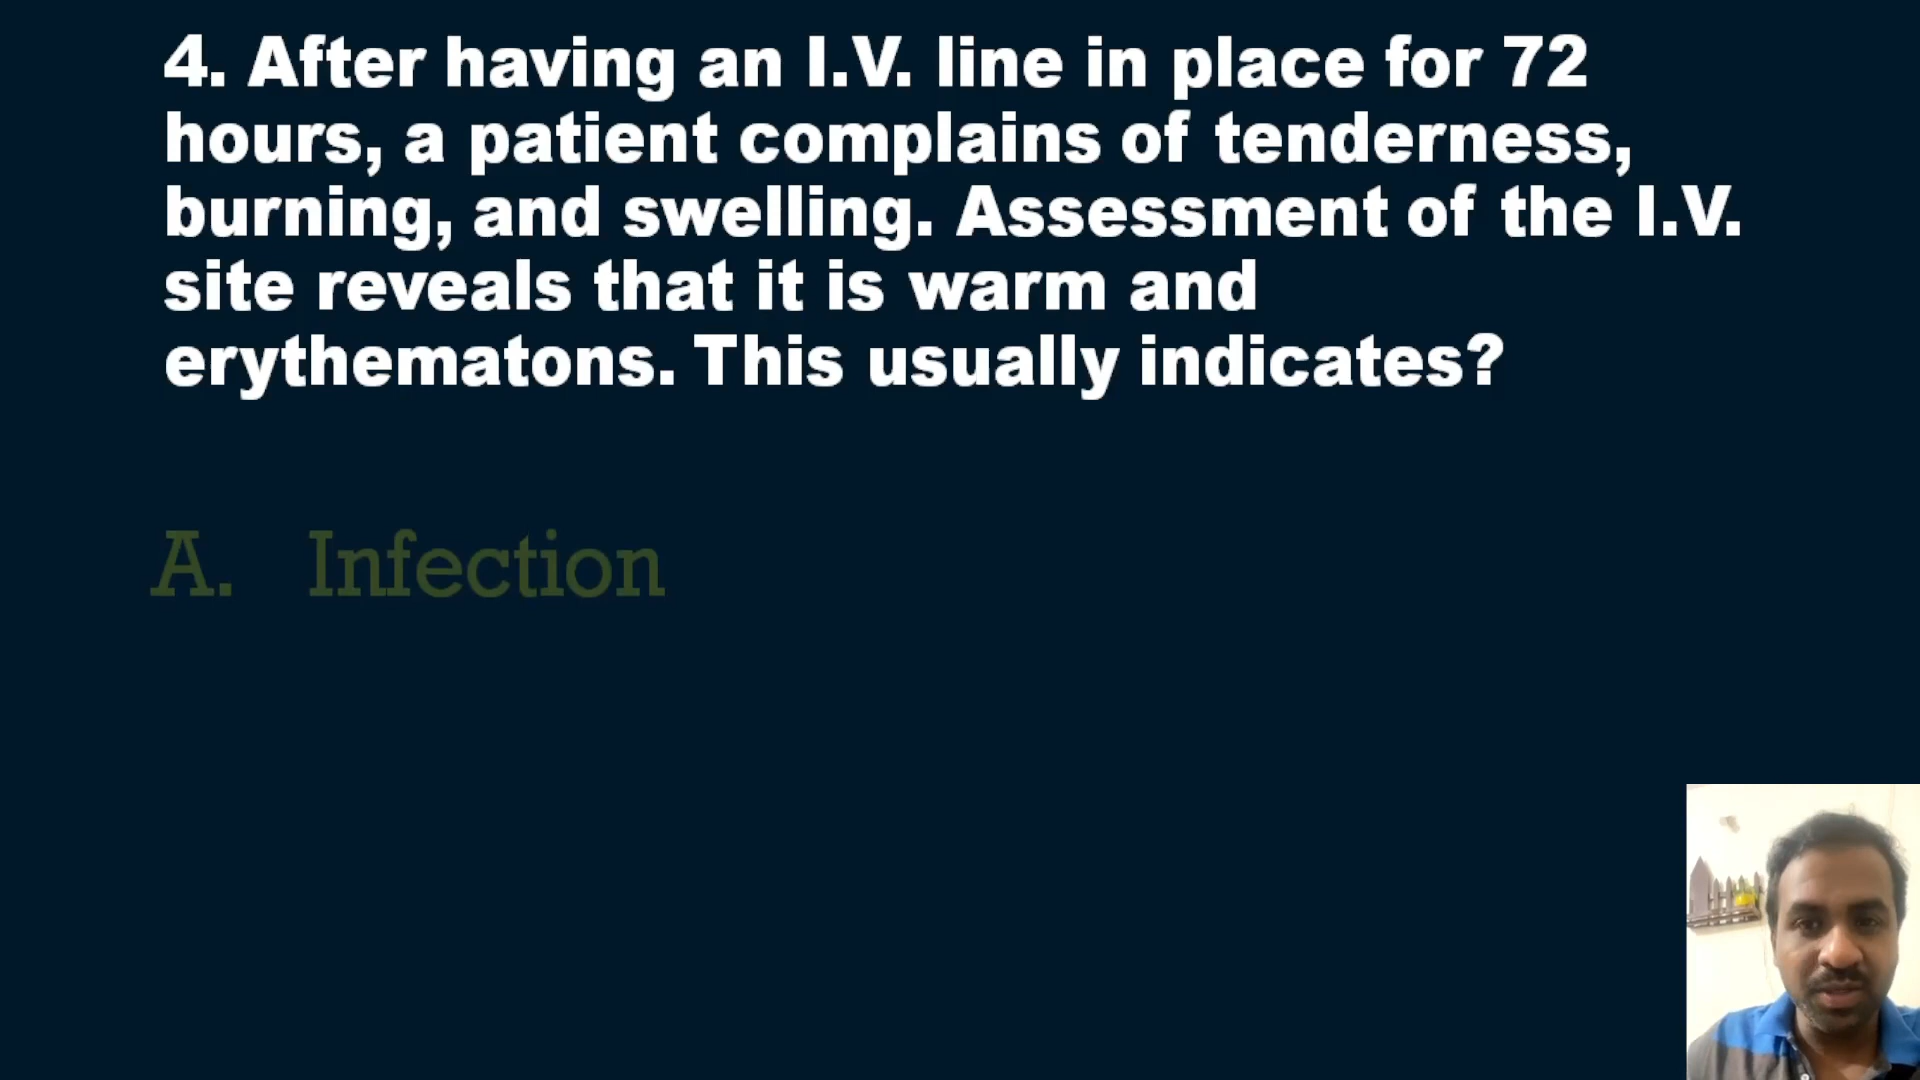 4. After having an I.V. line in place for 72
hours, a patient complains of tenderness,
burning, and swelling. Assessment of the I.V.
site reveals that it is warm and
erythematons. This usually indicates?
A. Infection